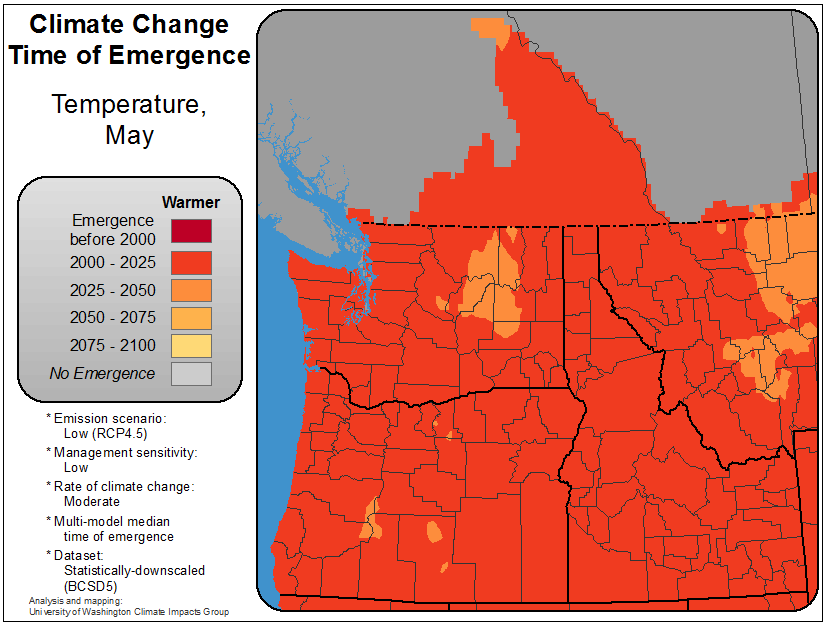 Climate Change
Time of Emergence
Temperature,
May
Warmer
Emergence
before 2000
2000 - 2025
2025 - 2050
2050 - 2075
2075 - 2100
No Emergence
* Emission scenario:
Low (RCP4.5)
* Management sensitivity:
Low
* Rate of climate change:
Moderate
* Multi-model median
time of emergence
* Dataset:
Statistically-downscaled
(BCSD5)
Analysis and mapping:
University of Washington Climate Impacts Group